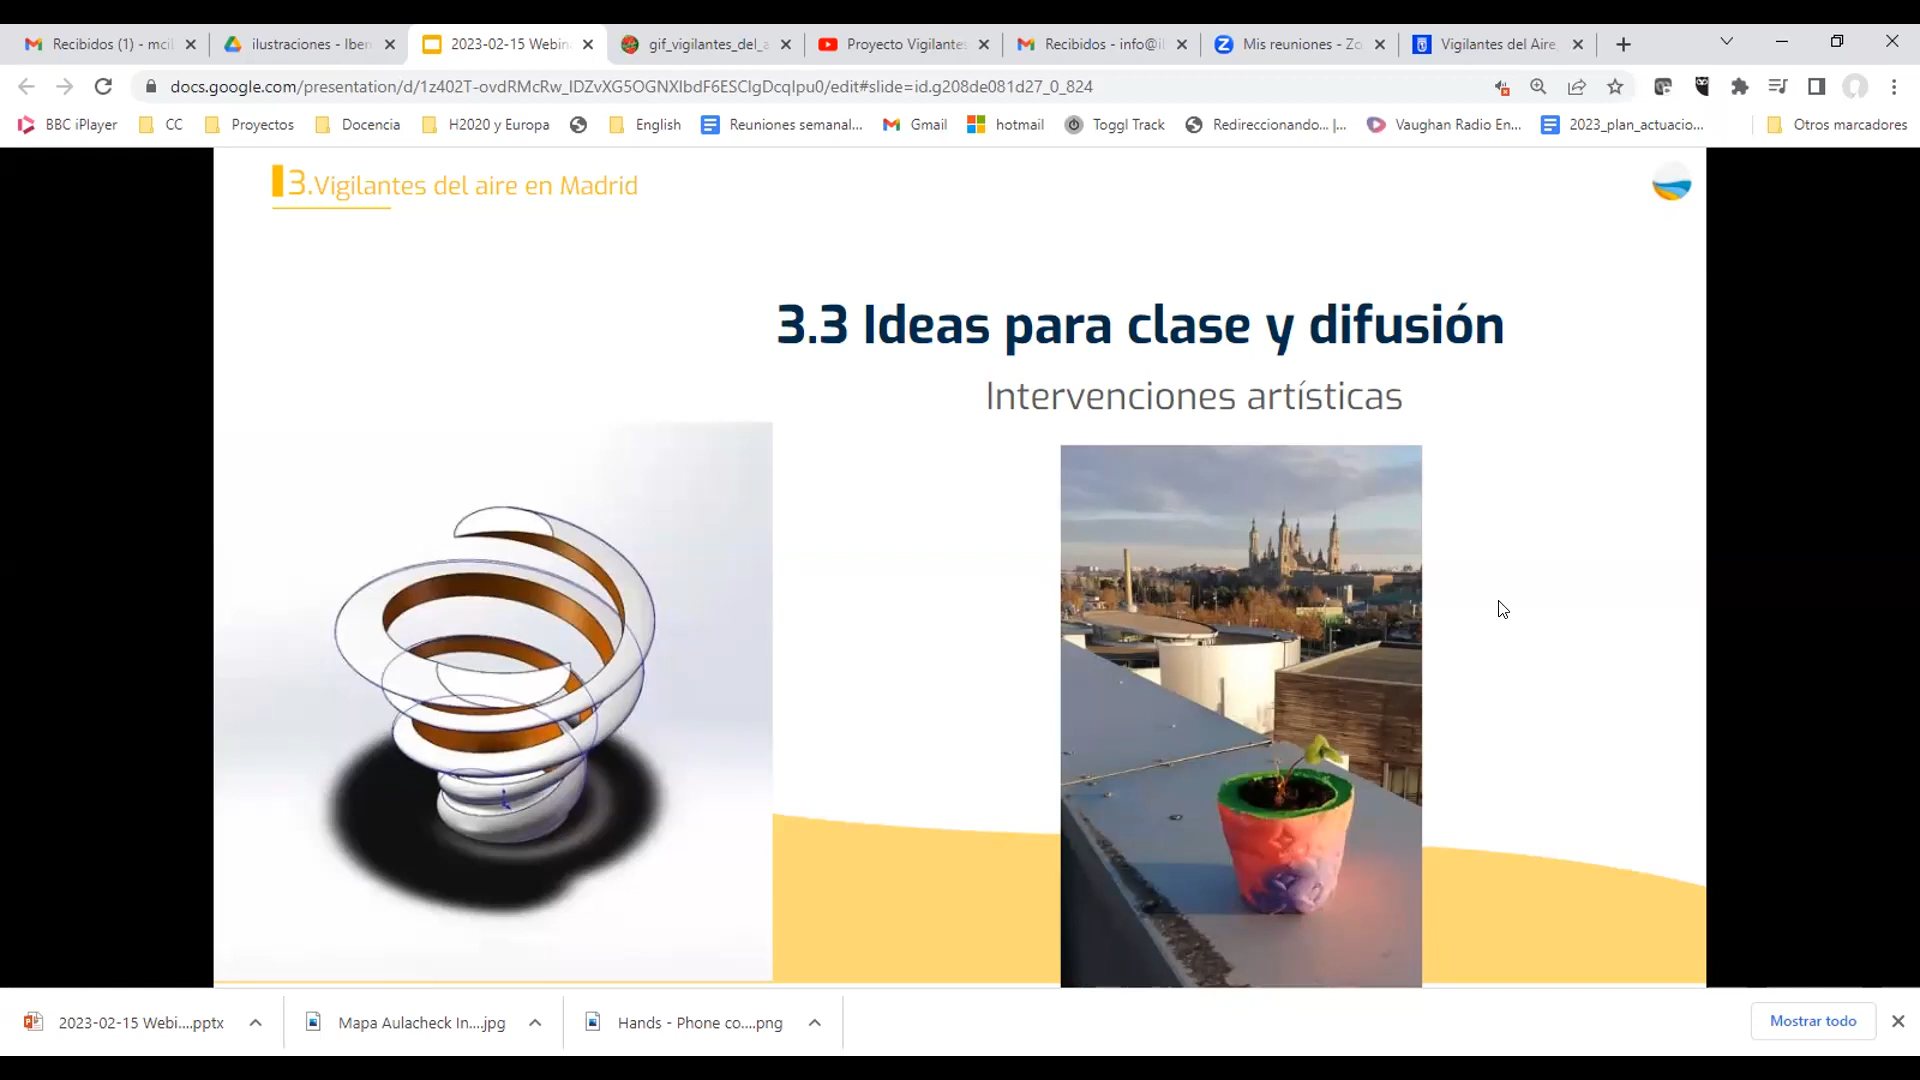 Recibidos (1) - mcil
ilustraciones - Iber
2023-02-15 Webin
gif_vigilantes_del_a
Proyecto Vigilantes
Recibidos - info@il
Mis reuniones - Zo
Vigilantes del Aire
docs.google.com/presentation/d/1z402T-ovdRMcRw_IDZvXG5OGNXIbdF6ESCIgDcqIpu0/edit#slide=id.g208de081d27_0_824
BBC iPlayer
CC
Proyectos
Docencia
H2020 y Europa
English
Reuniones semanal...
Gmail
hotmail
Toggl Track
Redireccionando... |...
Vaughan Radio En...
2023_plan_actuacio...
Otros marcadores
3.Vigilantes del aire en Madrid
3.3 Ideas para clase y difusión
Intervenciones artísticas
2023-02-15 Webi....pptx
Mapa Aulacheck In....jpg
Hands - Phone co....png
Mostrar todo